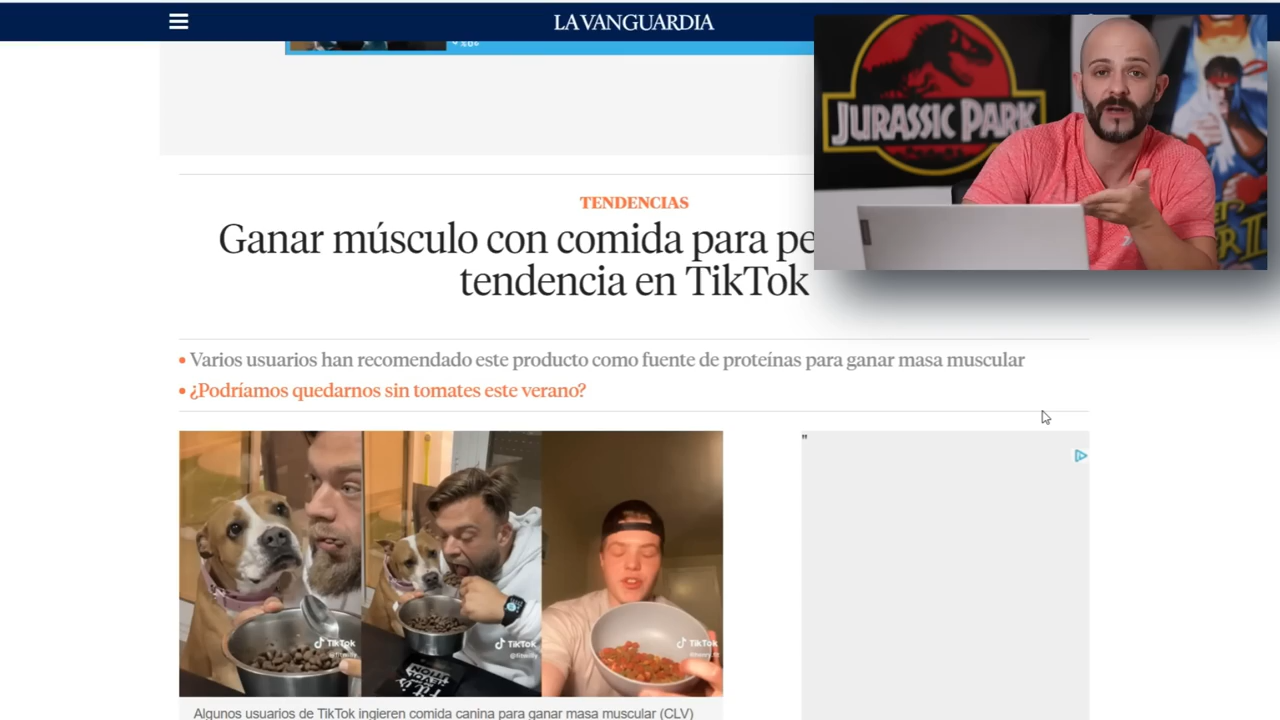 LA VANGUARDIA
JURASSIC PARK
TENDENCIAS
Ganar músculo con comida para pe
tendencia en TikTok
• Varios usuarios han recomendado este producto como fuente de proteínas para ganar masa muscular
• ¿Podríamos quedarnos sin tomates este verano?
"
TikTok
TikTok
TikTok
Algunos usuarios de TikTok ingieren comida canina para ganar masa muscular (CLV)